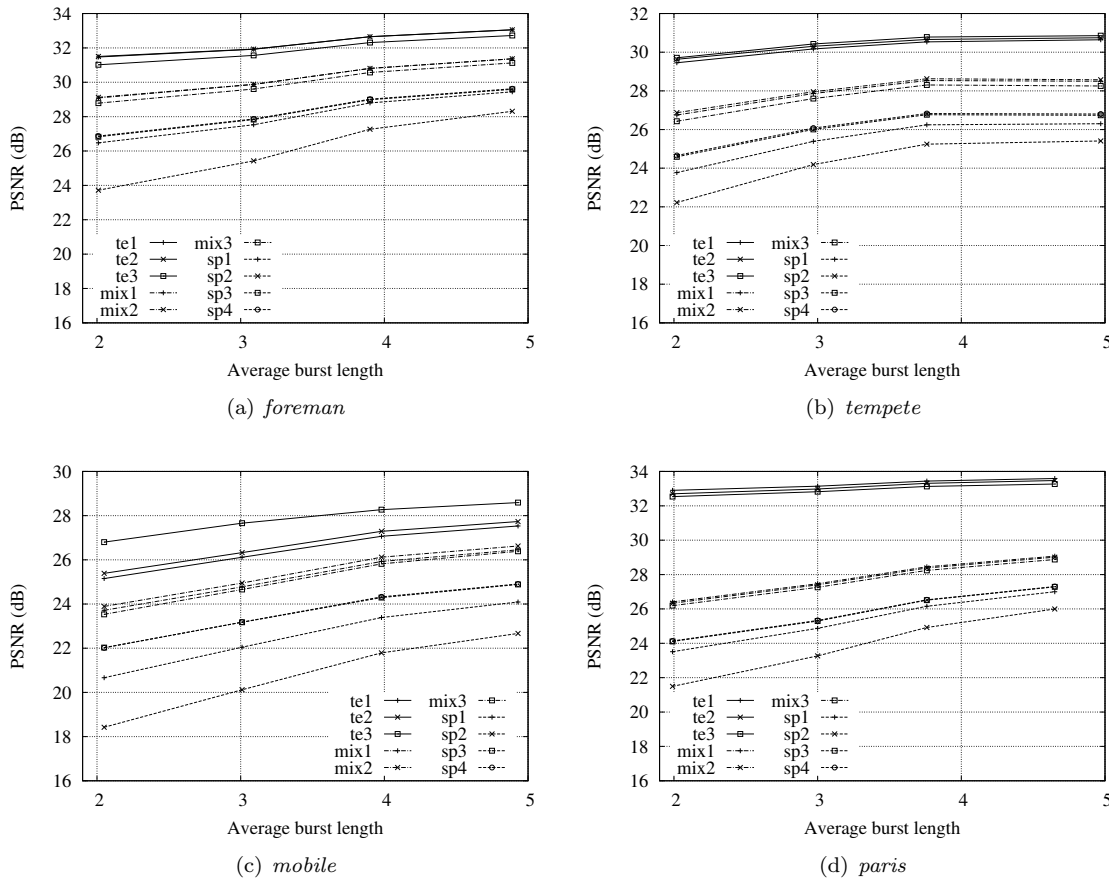 34
32
30
28
26
24
22
20
18
16
PSNR (dB)
te1
te2
te3
mix1
mix2
mix3
sp1
sp2
sp3
sp4
2 3 4 5
Average burst length
(a) foreman
32
30
28
26
24
22
20
18
16
PSNR (dB)
te1
te2
te3
mix1
mix2
mix3
sp1
sp2
sp3
sp4
2 3 4 5
Average burst length
(b) tempete
30
28
26
24
22
20
18
16
PSNR (dB)
te1
te2
te3
mix1
mix2
mix3
sp1
sp2
sp3
sp4
2 3 4 5
Average burst length
(c) mobile
34
32
30
28
26
24
22
20
18
16
PSNR (dB)
te1
te2
te3
mix1
mix2
mix3
sp1
sp2
sp3
sp4
2 3 4 5
Average burst length
(d) paris